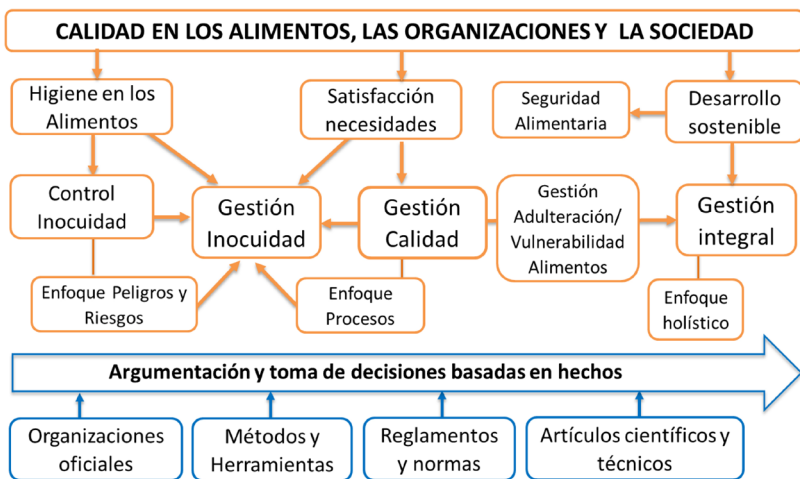 CALIDAD EN LOS ALIMENTOS, LAS ORGANIZACIONES Y LA SOCIEDAD
Higiene en los
Alimentos
Satisfacción
necesidades
Seguridad
Alimentaria
Desarrollo
sostenible
Control
Inocuidad
Gestión
Inocuidad
Gestión
Calidad
Gestión
Adulteración/
Vulnerabilidad
Alimentos
Gestión
integral
Enfoque Peligros y
Riesgos
Enfoque
Procesos
Enfoque
holístico
Argumentación y toma de decisiones basadas en hechos
Organizaciones
oficiales
Métodos y
Herramientas
Reglamentos
y normas
Artículos científicos y
técnicos